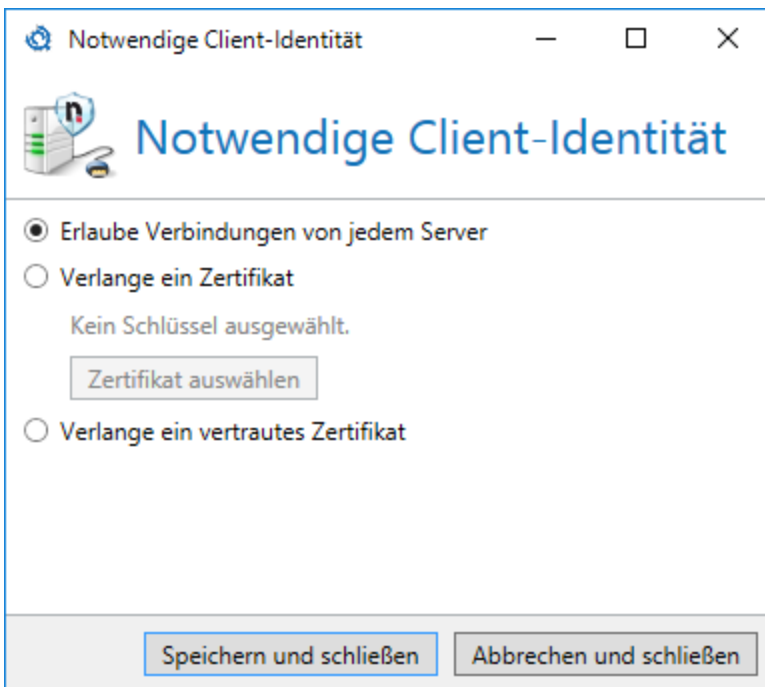 Notwendige Client-Identität
n
Notwendige Client-Identität
Erlaube Verbindungen von jedem Server
Verlange ein Zertifikat
Kein Schlüssel ausgewählt.
Zertifikat auswählen
Verlange ein vertrautes Zertifikat
Speichern und schließen Abbrechen und schließen